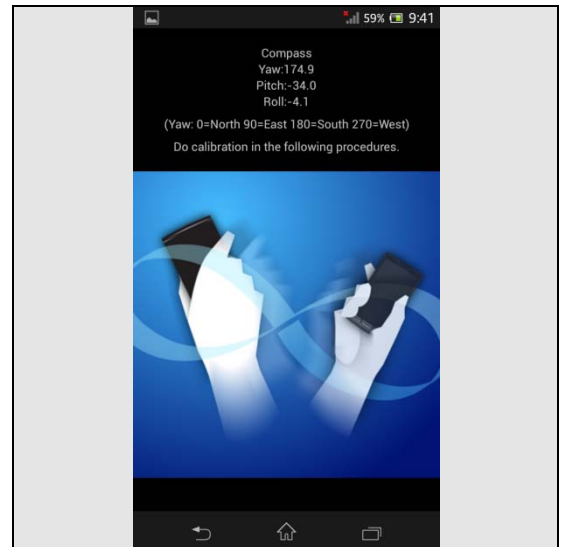 59% 9:41
Compass
Yaw:174.9
Pitch:-34.0
Roll:-4.1
(Yaw: 0=North 90=East 180=South 270=West)
Do calibration in the following procedures.